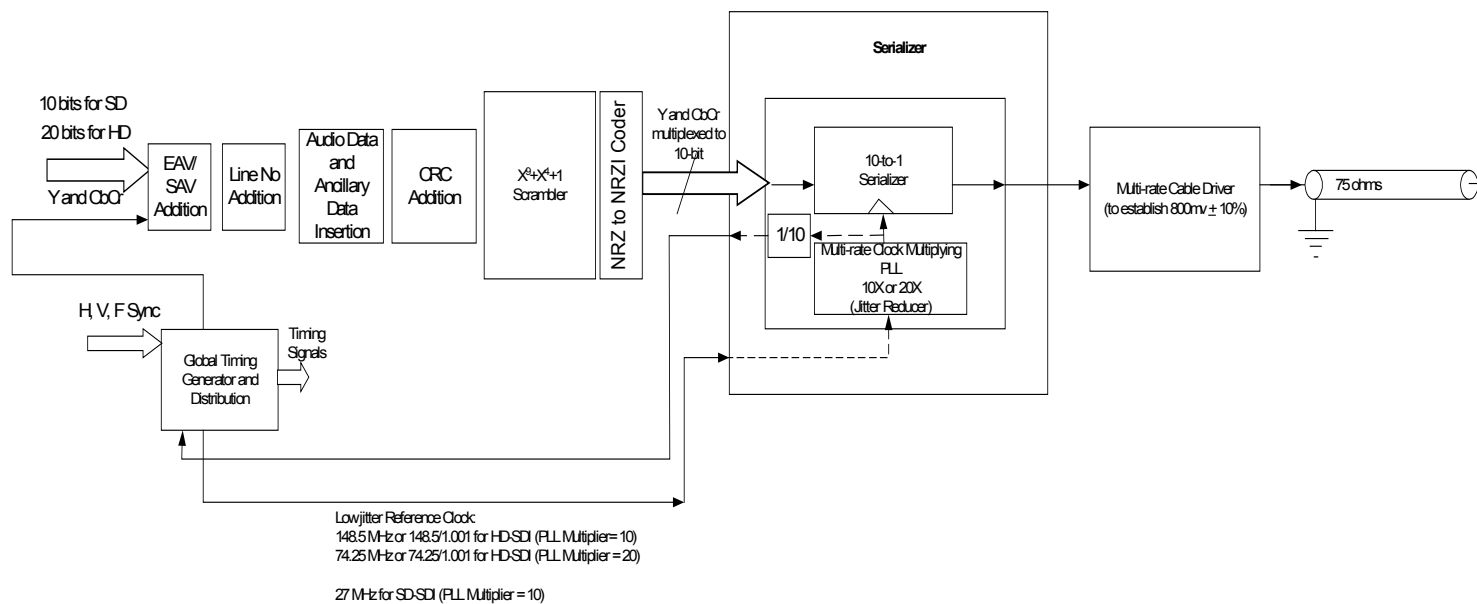 Serializer
10 bits for SD
20 bits for HD
Y and CbCr
EAV/
SAV
Addition
Line No
Addition
Audio Data
and
Ancillary
Data
Insertion
CRC
Addition
X⁹+X⁴+1
Scrambler
NRZ to NRZI Coder
Y and CbCr
multiplexed to
10-bit
10-to-1
Serializer
1/10
Multi-rate Clock Multiplying
PLL
10X or 20X
(Jitter Reducer)
Multi-rate Cable Driver
(to establish 800mv ± 10%)
75 ohms
H, V, F Sync
Global Timing
Generator and
Distribution
Timing
Signals
Low jitter Reference Clock:
148.5 MHz or 148.5/1.001 for HD-SDI (PLL Multiplier= 10)
74.25 MHz or 74.25/1.001 for HD-SDI (PLL Multiplier = 20)
27 MHz for SD-SDI (PLL Multiplier = 10)